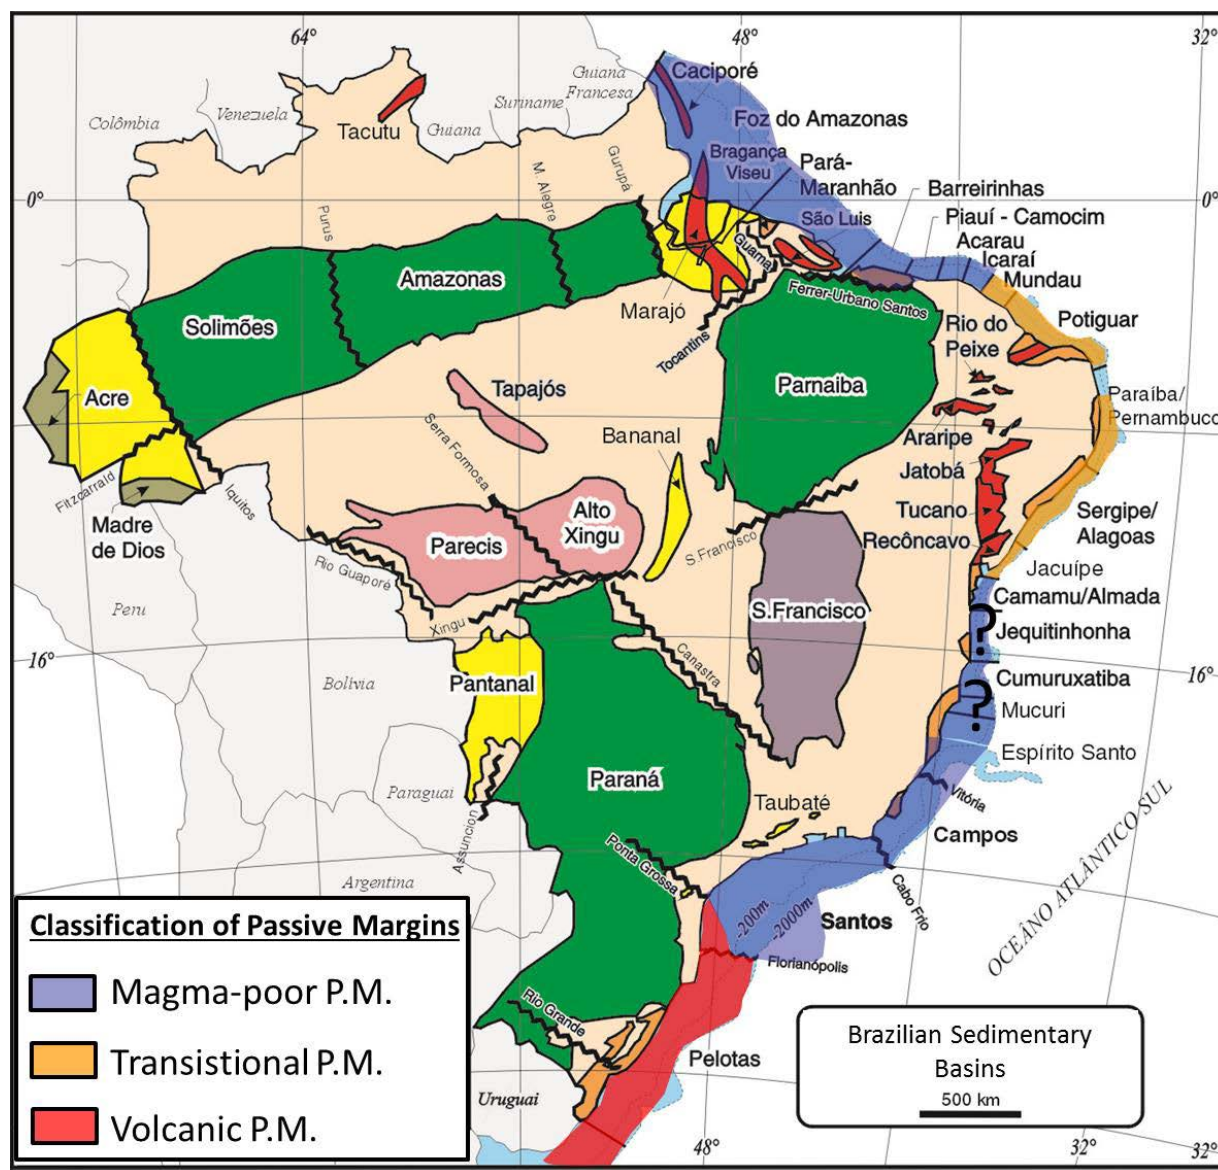 64°
48°
32°
Caciporé
Guiana
Francesa
Suriname
Venezuela
Colômbia
Tacutu
Guiana
Foz do Amazonas
Bragança
Viseu
Pará-
Maranhão
Barreirinhas
São Luis
Piauí - Camocim
Acarau
Icaraí
Mundau
0°
0°
Purus
M. Alegre
Gurupá
Guamá
Amazonas
Solimões
Marajó
Tocantins
Ferrer-Urbano Santos
Potiguar
Rio do
Peixe
Acre
Tapajós
Parnaiba
Paraíba/
Pernambuco
Bananal
Araripe
Jatobá
Serra Formosa
Fitzcarrald
Iquitos
Madre
de Dios
Alto
Xingu
Parecis
S.Francisco
Tucano
Recôncavo
Sergipe/
Alagoas
Rio Guaporé
Jacuípe
Camamu/Almada
Peru
Xingu
S.Francisco
?
Jequitinhonha
16°
16°
Bolívia
Pantanal
Canastra
Cumuruxatiba
?
Mucuri
Espírito Santo
Paraná
Paraguai
Taubaté
Vitória
Assuncion
Ponta Grossa
Campos
Argentina
Cabo Frio
OCEÂNO ATLÂNTICO SUL
-200m
-2000m
Santos
Florianópolis
Rio Grande
Pelotas
Uruguai
Classification of Passive Margins
Magma-poor P.M.
Transistional P.M.
Volcanic P.M.
Brazilian Sedimentary
Basins
500 km
48°
32°
32°